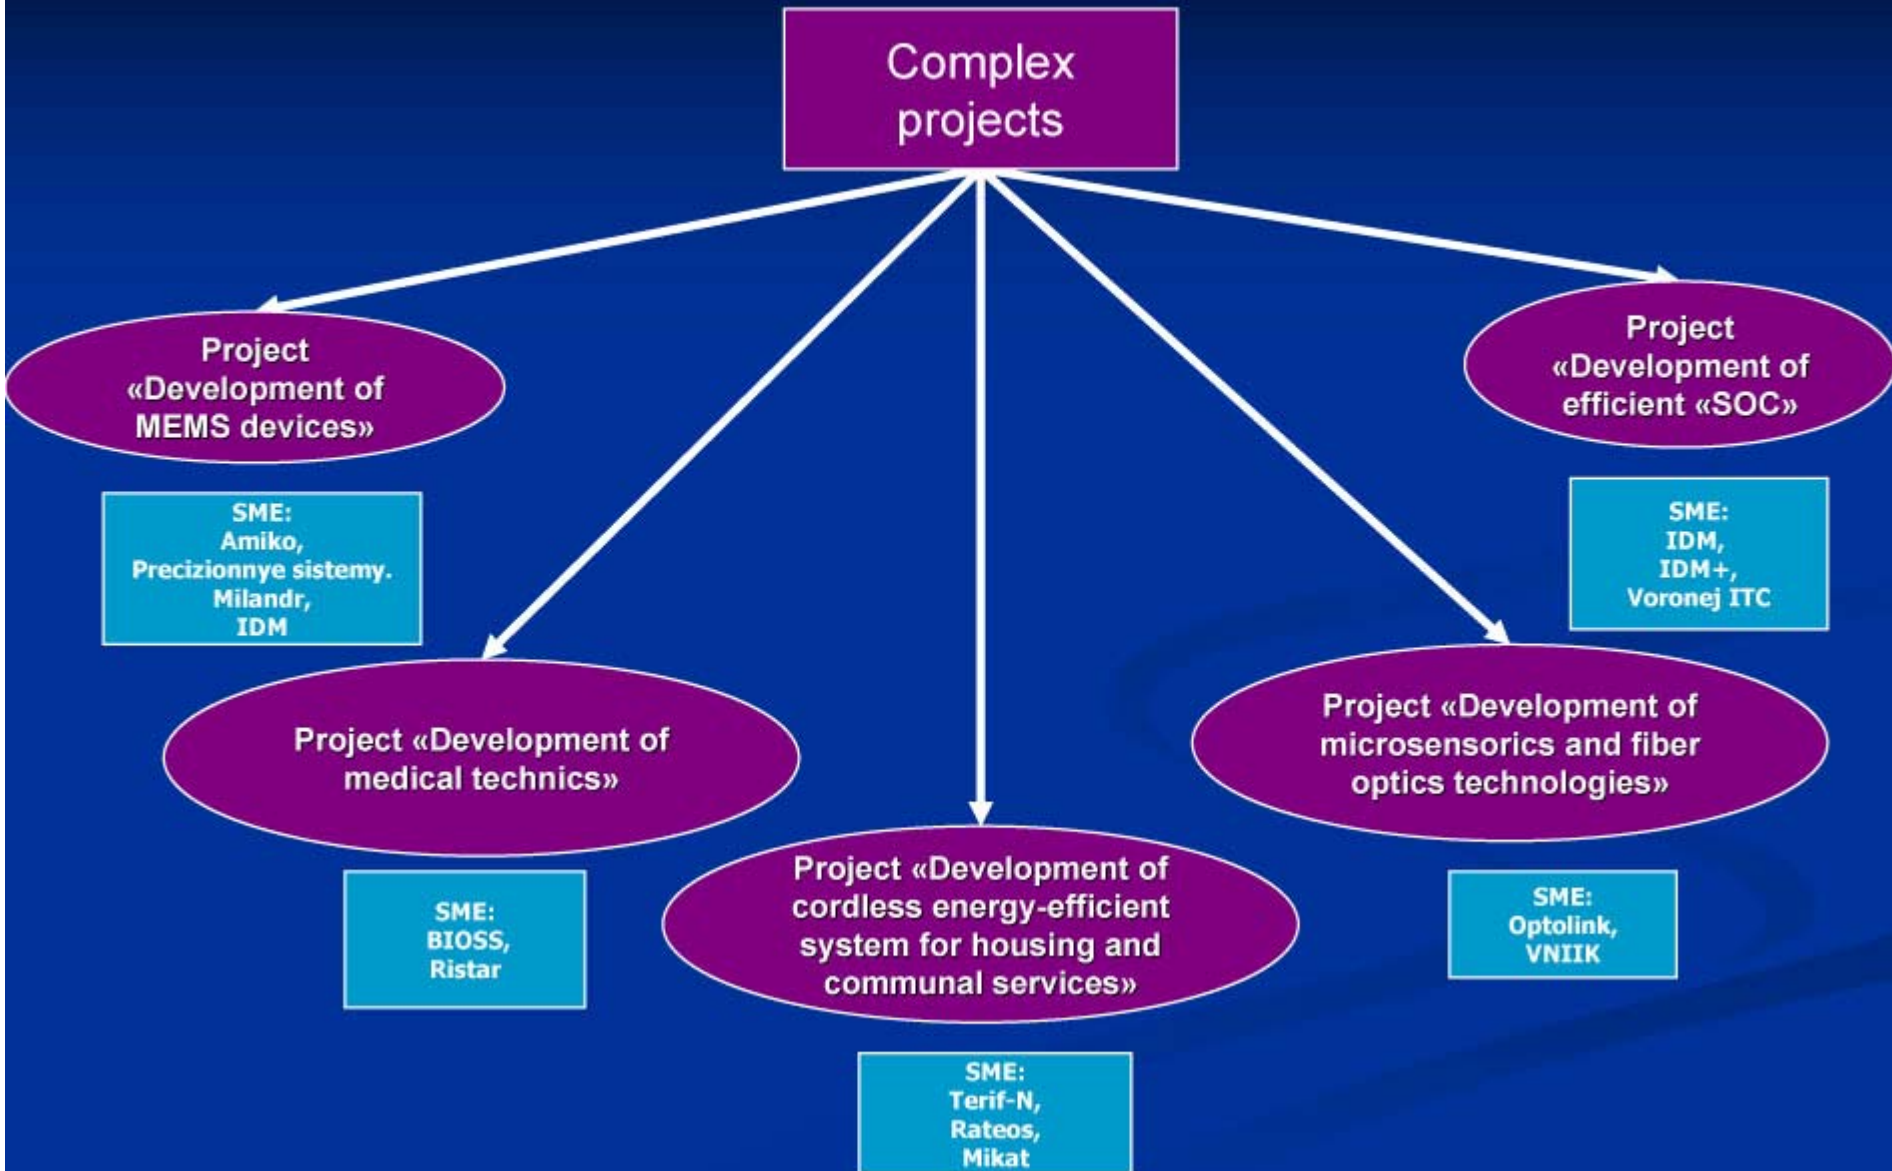 Complex
projects
Project
«Development of
MEMS devices»
SME:
Amiko,
Precizionnye sistemy.
Milandr,
IDM
Project «Development of
medical technics»
SME:
BIOSS,
Ristar
Project «Development of
cordless energy-efficient
system for housing and
communal services»
SME:
Terif-N,
Rateos,
Mikat
Project «Development of
microsensorics and fiber
optics technologies»
SME:
Optolink,
VNIIK
Project
«Development of
efficient «SOC»
SME:
IDM,
IDM+,
Voronej ITC